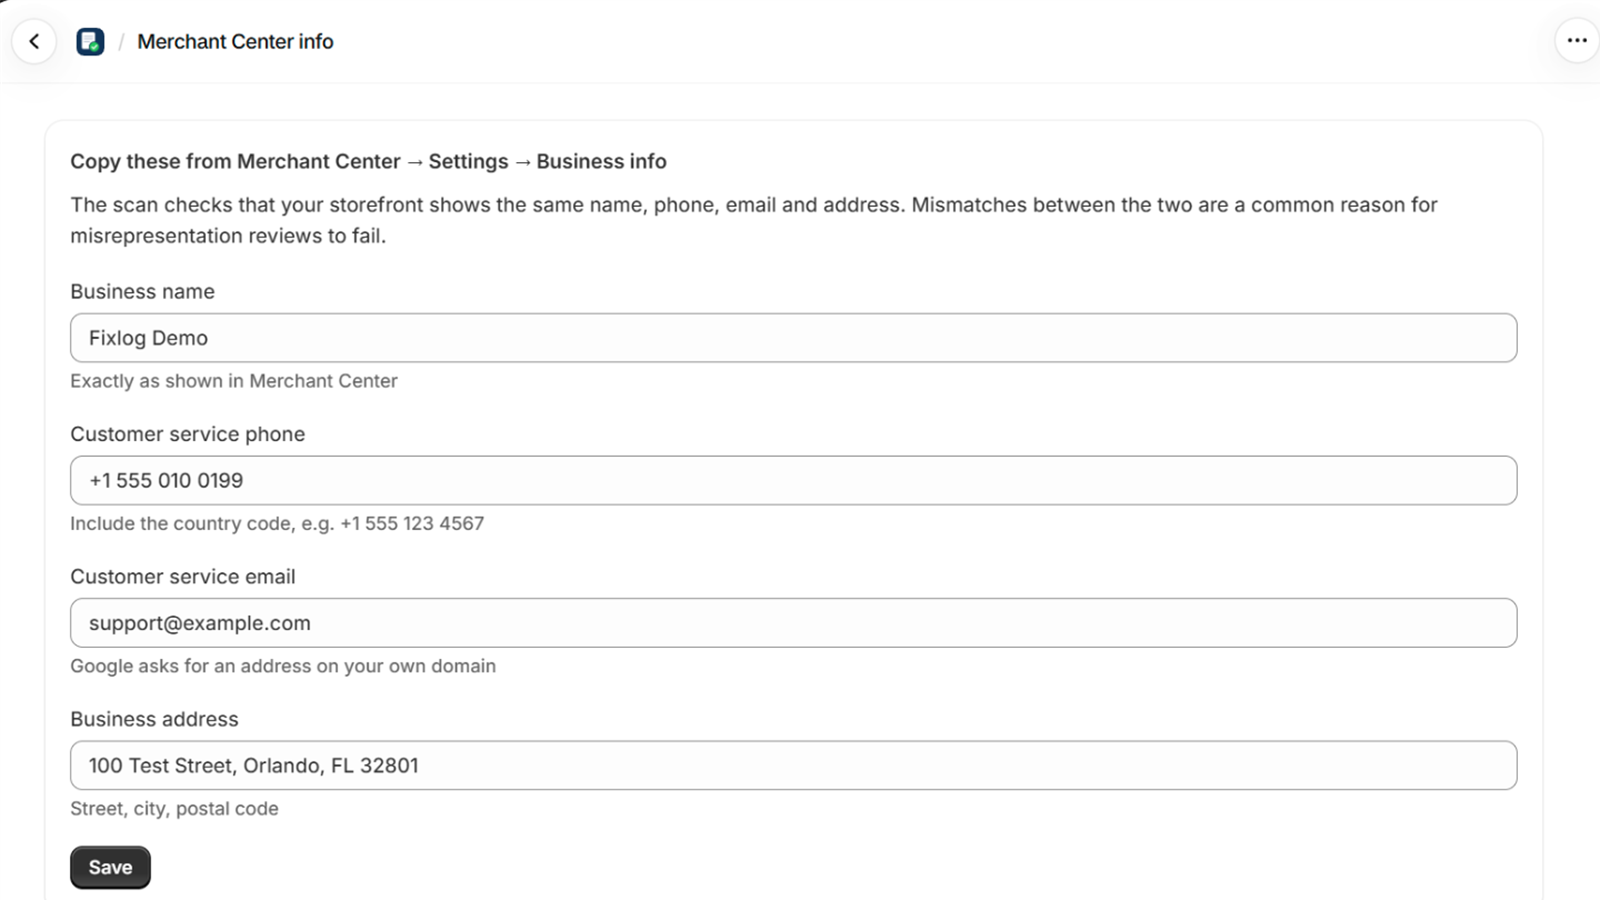 Merchant Center info
Copy these from Merchant Center → Settings → Business info
The scan checks that your storefront shows the same name, phone, email and address. Mismatches between the two are a common reason for
misrepresentation reviews to fail.
Business name
Fixlog Demo
Exactly as shown in Merchant Center
Customer service phone
+1 555 010 0199
Include the country code, e.g. +1 555 123 4567
Customer service email
support@example.com
Google asks for an address on your own domain
Business address
100 Test Street, Orlando, FL 32801
Street, city, postal code
Save